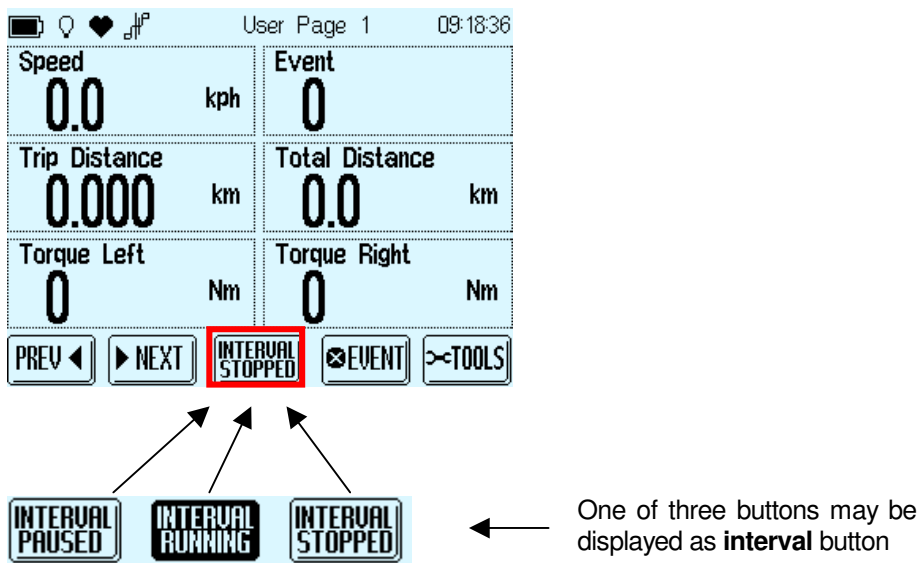 User Page 1 09:18:36
Speed Event
0.0 kph 0
Trip Distance Total Distance
0.000 km 0.0 km
Torque Left Torque Right
0 Nm 0 Nm
PREV NEXT INTERVAL STOPPED EVENT TOOLS
INTERVAL PAUSED INTERVAL RUNNING INTERVAL STOPPED
One of three buttons may be
displayed as interval button